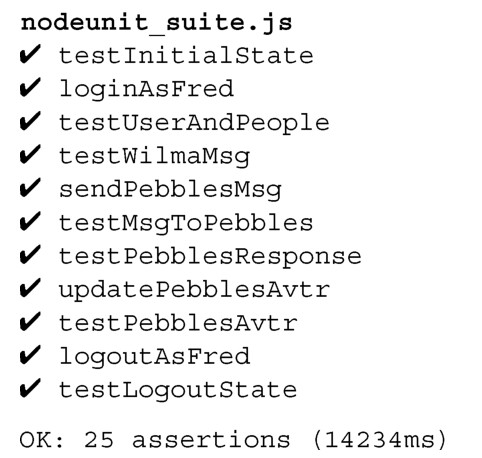 nodeunit_suite.js
✔ testInitialState
✔ loginAsFred
✔ testUserAndPeople
✔ testWilmaMsg
✔ sendPebblesMsg
✔ testMsgToPebbles
✔ testPebblesResponse
✔ updatePebblesAvtr
✔ testPebblesAvtr
✔ logoutAsFred
✔ testLogoutState
OK: 25 assertions (14234ms)